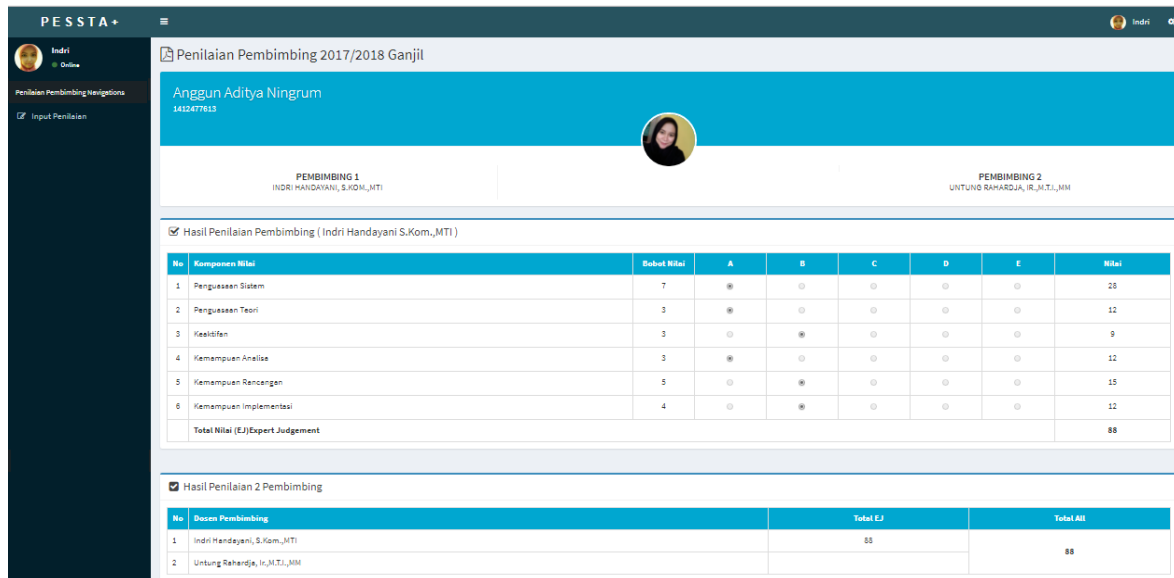 PESSTA+
Indri
Indri
Online
Penilaian Pembimbing Navigations
Input Penilaian
Penilaian Pembimbing 2017/2018 Ganjil
Anggun Aditya Ningrum
1412477613
PEMBIMBING 1
INDRI HANDAYANI, S.KOM.,MTI
PEMBIMBING 2
UNTUNG RAHARDJA, IR.,M.T.I.,MM
Hasil Penilaian Pembimbing ( Indri Handayani S.Kom.,MTI )
No Komponen Nilai Bobot Nilai A B C D E Nilai
1 Penguasaan Sistem 7 28
2 Penguasaan Teori 3 12
3 Keaktifan 3 9
4 Kemampuan Analisa 3 12
5 Kemampuan Rancangan 5 15
6 Kemampuan Implementasi 4 12
Total Nilai (EJ)Expert Judgement 88
Hasil Penilaian 2 Pembimbing
No Dosen Pembimbing Total EJ Total All
1 Indri Handayani, S.Kom.,MTI 88
88
2 Untung Rahardja, Ir.,M.T.I.,MM